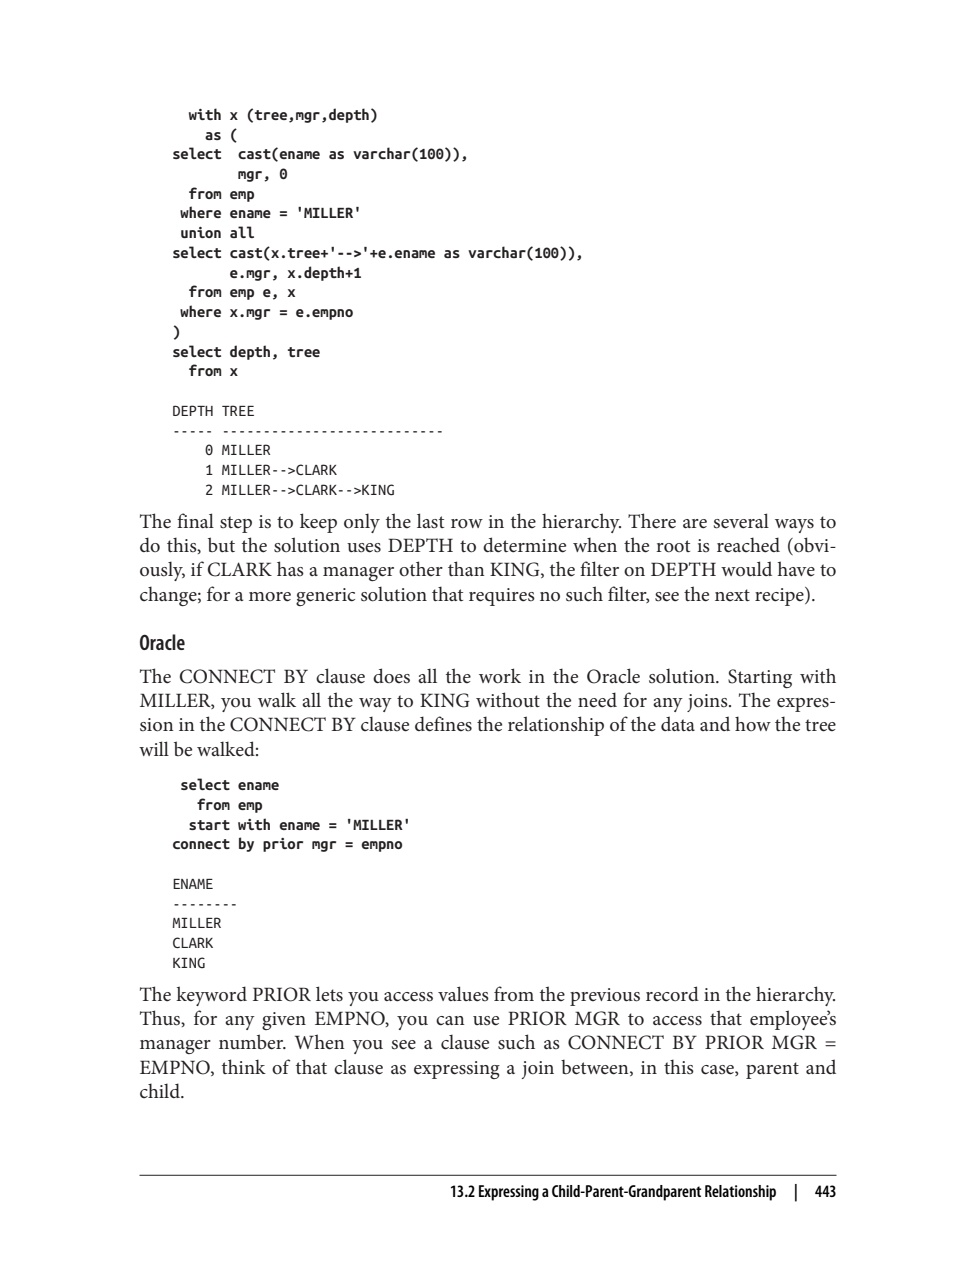 with x (tree,mgr,depth)
as (
select  cast(ename as varchar(100)),
mgr, 0
from emp
where ename = 'MILLER'
union all
select cast(x.tree+'-->'+e.ename as varchar(100)),
e.mgr, x.depth+1
from emp e, x
where x.mgr = e.empno
)
select depth, tree
from x
DEPTH TREE
----- ---------------------------
0 MILLER
1 MILLER-->CLARK
2 MILLER-->CLARK-->KING
The final step is to keep only the last row in the hierarchy. There are several ways to
do this, but the solution uses DEPTH to determine when the root is reached (obvi-
ously, if CLARK has a manager other than KING, the filter on DEPTH would have to
change; for a more generic solution that requires no such filter, see the next recipe).
Oracle
The CONNECT BY clause does all the work in the Oracle solution. Starting with
MILLER, you walk all the way to KING without the need for any joins. The expres-
sion in the CONNECT BY clause defines the relationship of the data and how the tree
will be walked:
select ename
from emp
start with ename = 'MILLER'
connect by prior mgr = empno
ENAME
--------
MILLER
CLARK
KING
The keyword PRIOR lets you access values from the previous record in the hierarchy.
Thus, for any given EMPNO, you can use PRIOR MGR to access that employee’s
manager number. When you see a clause such as CONNECT BY PRIOR MGR =
EMPNO, think of that clause as expressing a join between, in this case, parent and
child.
13.2 Expressing a Child-Parent-Grandparent Relationship | 443